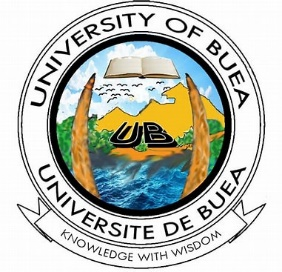 UNIVERSITY OF BUEA
UB
UNIVERSITE DE BUEA
KNOWLEDGE WITH WISDOM